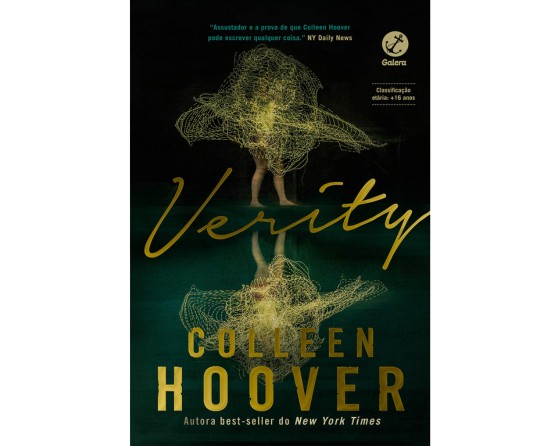 "Assustador e a prova de que Colleen Hoover
pode escrever qualquer coisa." NY Daily News
Galera
Classificação
etária: +16 anos
Verity
COLLEEN
HOOVER
Autora best-seller do New York Times